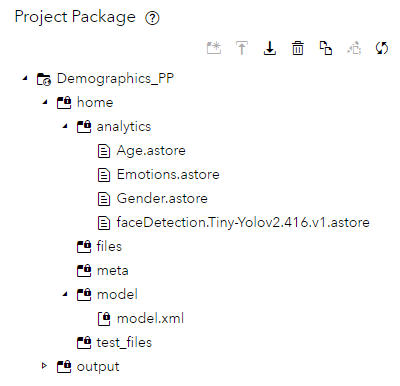 Project Package ?
Demographics_PP
home
analytics
Age.astore
Emotions.astore
Gender.astore
faceDetection.Tiny-Yolov2.416.v1.astore
files
meta
model
model.xml
test_files
output